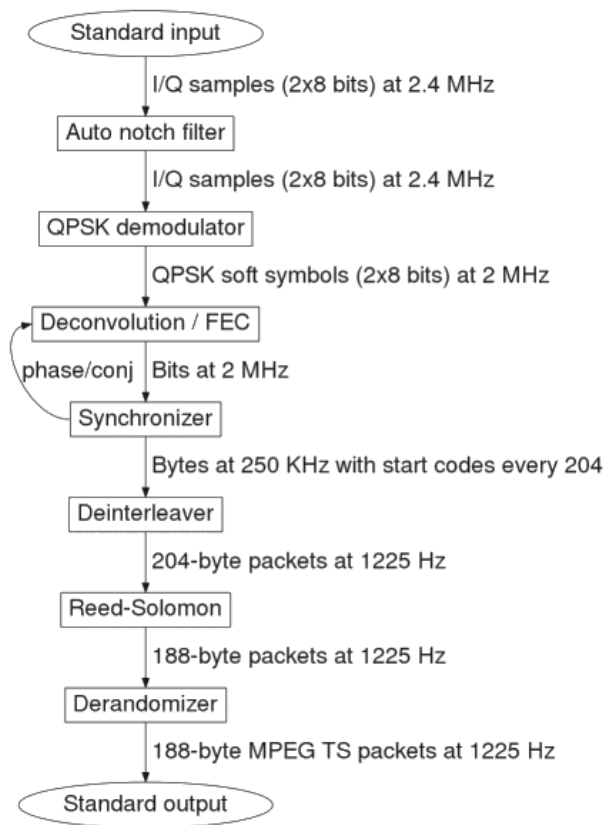 Standard input
I/Q samples (2x8 bits) at 2.4 MHz
Auto notch filter
I/Q samples (2x8 bits) at 2.4 MHz
QPSK demodulator
QPSK soft symbols (2x8 bits) at 2 MHz
Deconvolution / FEC
phase/conj
Bits at 2 MHz
Synchronizer
Bytes at 250 KHz with start codes every 204
Deinterleaver
204-byte packets at 1225 Hz
Reed-Solomon
188-byte packets at 1225 Hz
Derandomizer
188-byte MPEG TS packets at 1225 Hz
Standard output